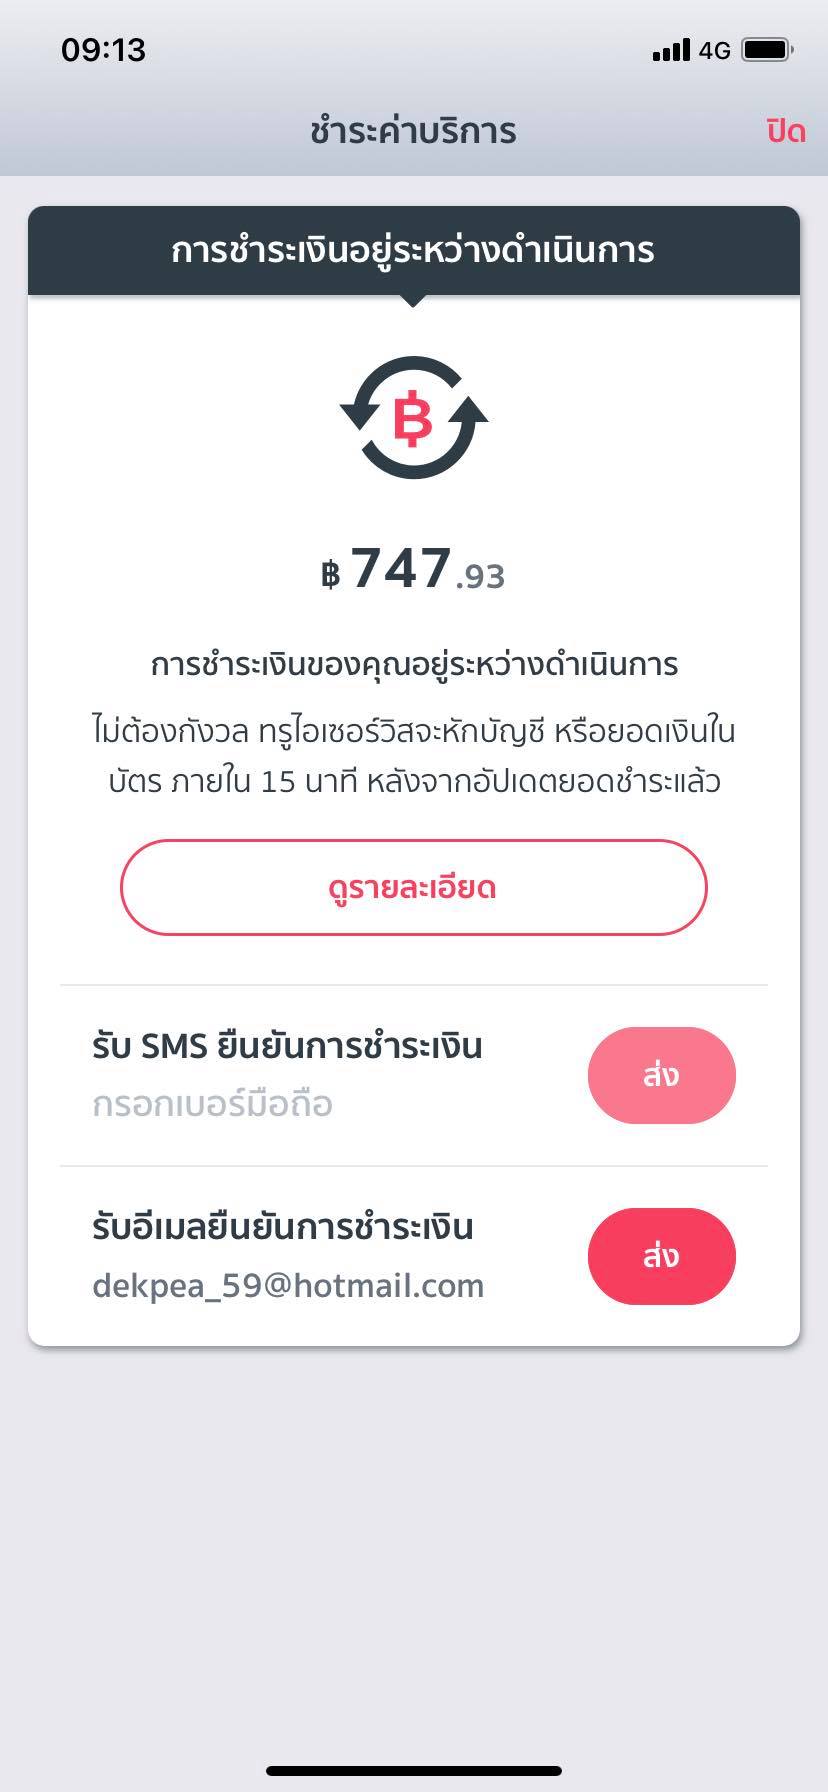 09:13
4G
ชำระค่าบริการ
ปิด
การชำระเงินอยู่ระหว่างดำเนินการ
฿
฿ 747.93
การชำระเงินของคุณอยู่ระหว่างดำเนินการ
ไม่ต้องกังวล ทรูไอเซอร์วิสจะหักบัญชี หรือยอดเงินใน
บัตร ภายใน 15 นาที หลังจากอัปเดตยอดชำระแล้ว
ดูรายละเอียด
รับ SMS ยืนยันการชำระเงิน
กรอกเบอร์มือถือ
ส่ง
รับอีเมลยืนยันการชำระเงิน
dekpea_59@hotmail.com
ส่ง